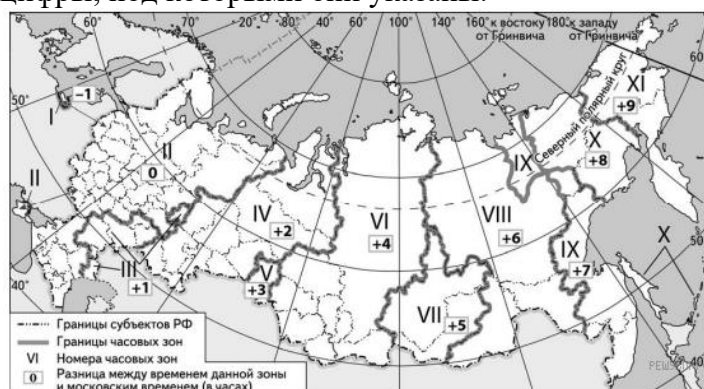 цифры, под которыми они указаны.
60° 70° 60° 80° 100° 120° 140° 160° к востоку от Гринвича 180° к западу от Гринвича
50°
I
-1
II
0
II
III
+1
IV
+2
V
+3
VI
+4
VII
+5
VIII
+6
IX
IX
+7
Северный полярный круг
X
+8
XI
+9
X
60
50
40°
40°
Границы субъектов РФ
Границы часовых зон
VI Номера часовых зон
0 Разница между временем данной зоны
и московским временем (в часах)